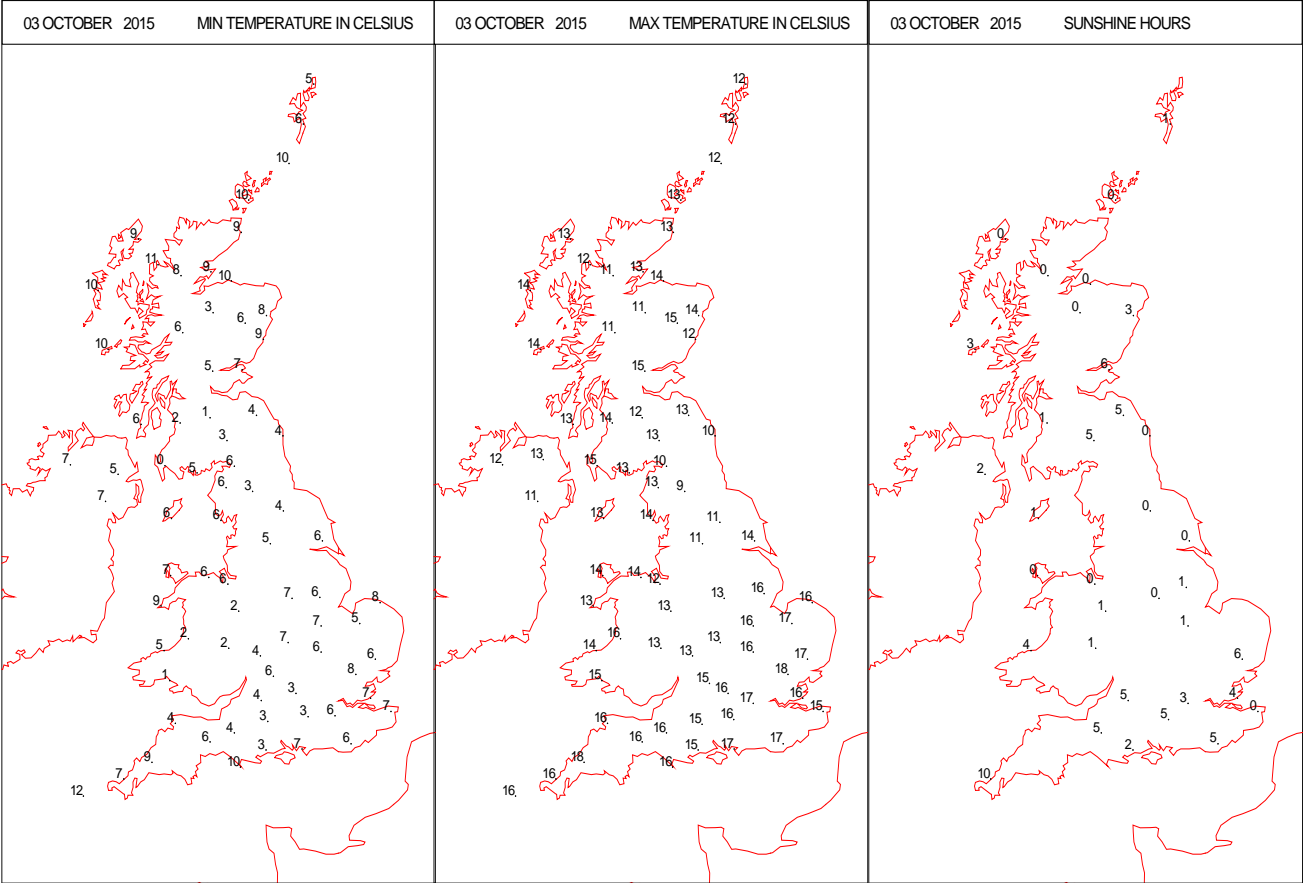 03 OCTOBER 2015 MIN TEMPERATURE IN CELSIUS
5.
6.
10.
10.
9.
9.
11.
8. 9.
10.
10.
3. 6. 8.
6. 9.
10.
5. 7.
6. 2. 1. 4.
3. 4.
7. 5. 0 5. 6.
7. 6. 3.
6. 6. 4.
5. 6.
7. 6. 6.
9. 2. 7. 6. 8.
2. 7. 5.
5. 2. 4. 7. 6. 6.
1. 6. 8.
4. 3. 7.
4. 3. 3. 6. 7.
6. 4. 3. 7. 6.
9. 10.
7.
12.
03 OCTOBER 2015 MAX TEMPERATURE IN CELSIUS
12.
12.
12.
13.
13.
13.
12. 11. 13.
14.
14.
11. 15. 14.
11. 12.
14.
15.
13. 14. 12. 13.
13. 10.
12. 13. 15 13. 10.
11. 13. 9.
13. 14. 11.
11. 14.
14. 14. 12.
13. 13. 13. 16. 16.
16. 16. 17.
14. 13. 13. 13. 16. 17.
15. 15. 18.
16. 17. 16.
16. 15. 16. 15.
16. 16. 15. 17. 17.
18. 16.
16.
16.
03 OCTOBER 2015 SUNSHINE HOURS
1.
0.
0.
0. 0.
0. 3.
3.
6.
1. 5.
5. 0.
2.
1. 0.
0.
0. 0. 1.
1. 0.
1.
4. 1. 6.
5. 3. 4.
5. 0.
5. 2. 5.
10.